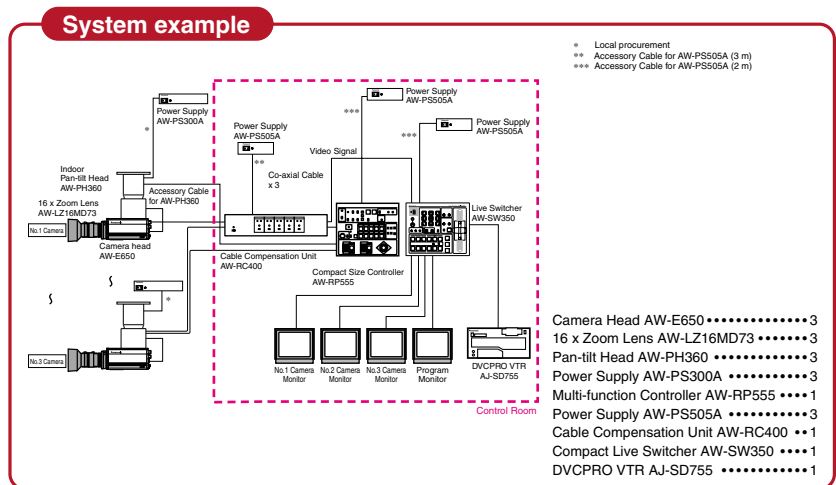 System example
* Local procurement
** Accessory Cable for AW-PS505A (3 m)
*** Accessory Cable for AW-PS505A (2 m)
Power Supply
AW-PS300A
*
Power Supply
AW-PS505A
**
Power Supply
AW-PS505A
***
Power Supply
AW-PS505A
***
Video Signal
Co-axial Cable
x 3
Indoor
Pan-tilt Head
AW-PH360
Accessory Cable
for AW-PH360
16 x Zoom Lens
AW-LZ16MD73
No.1 Camera
Camera head
AW-E650
Cable Compensation Unit
AW-RC400
Compact Size Controller
AW-RP555
Live Switcher
AW-SW350
*
No.3 Camera
No.1 Camera
Monitor
No.2 Camera
Monitor
No.3 Camera
Monitor
Program
Monitor
DVCPRO VTR
AJ-SD755
Control Room
Camera Head AW-E650 •••••••••••••• 3
16 x Zoom Lens AW-LZ16MD73 ••••••• 3
Pan-tilt Head AW-PH360 •••••••••••• 3
Power Supply AW-PS300A ••••••••••• 3
Multi-function Controller AW-RP555 •••• 1
Power Supply AW-PS505A ••••••••••• 3
Cable Compensation Unit AW-RC400 •• 1
Compact Live Switcher AW-SW350 •••• 1
DVCPRO VTR AJ-SD755 •••••••••••• 1